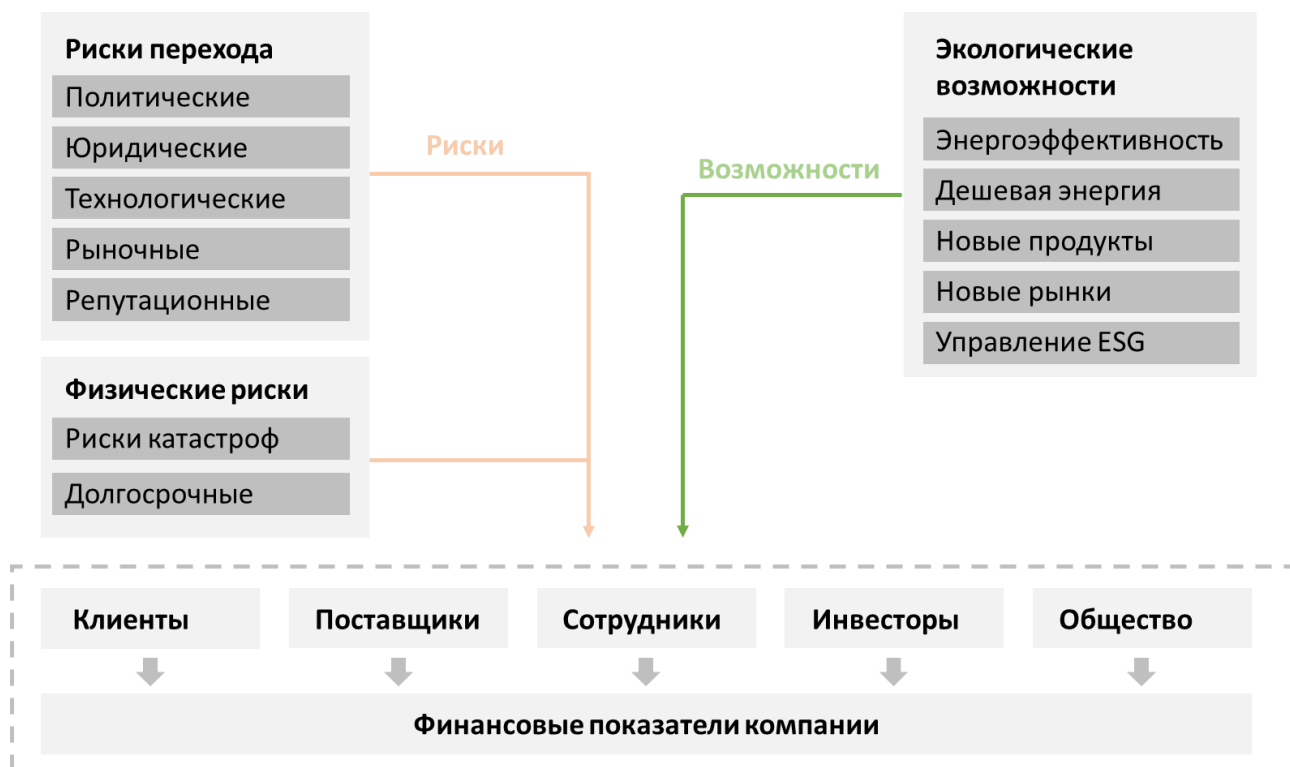 Риски перехода
Политические
Юридические
Технологические
Рыночные
Репутационные
Физические риски
Риски катастроф
Долгосрочные
Риски
Возможности
Экологические
возможности
Энергоэффективность
Дешевая энергия
Новые продукты
Новые рынки
Управление ESG
Клиенты
Поставщики
Сотрудники
Инвесторы
Общество
Финансовые показатели компании